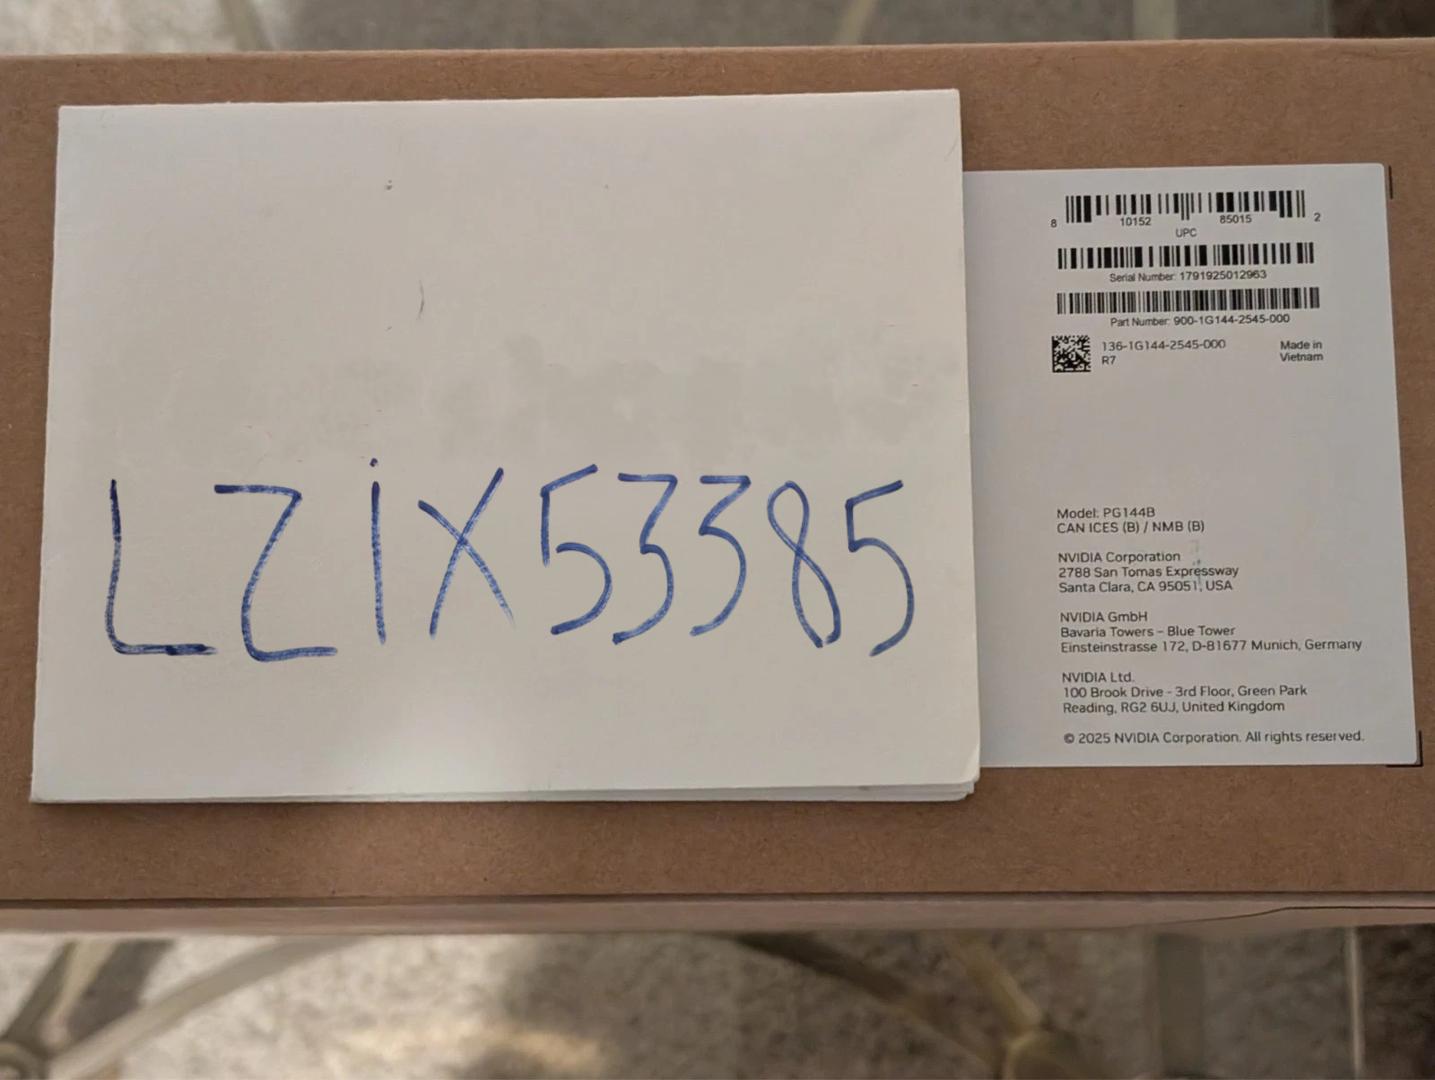 LZiX53385
8 10152 85015 2
UPC
Serial Number: 1791925012963
Part Number: 900-1G144-2545-000
136-1G144-2545-000
R7
Made in
Vietnam
Model: PG144B
CAN ICES (B) / NMB (B)
NVIDIA Corporation
2788 San Tomas Expressway
Santa Clara, CA 95051, USA
NVIDIA GmbH
Bavaria Towers – Blue Tower
Einsteinstrasse 172, D-81677 Munich, Germany
NVIDIA Ltd.
100 Brook Drive - 3rd Floor, Green Park
Reading, RG2 6UJ, United Kingdom
© 2025 NVIDIA Corporation. All rights reserved.